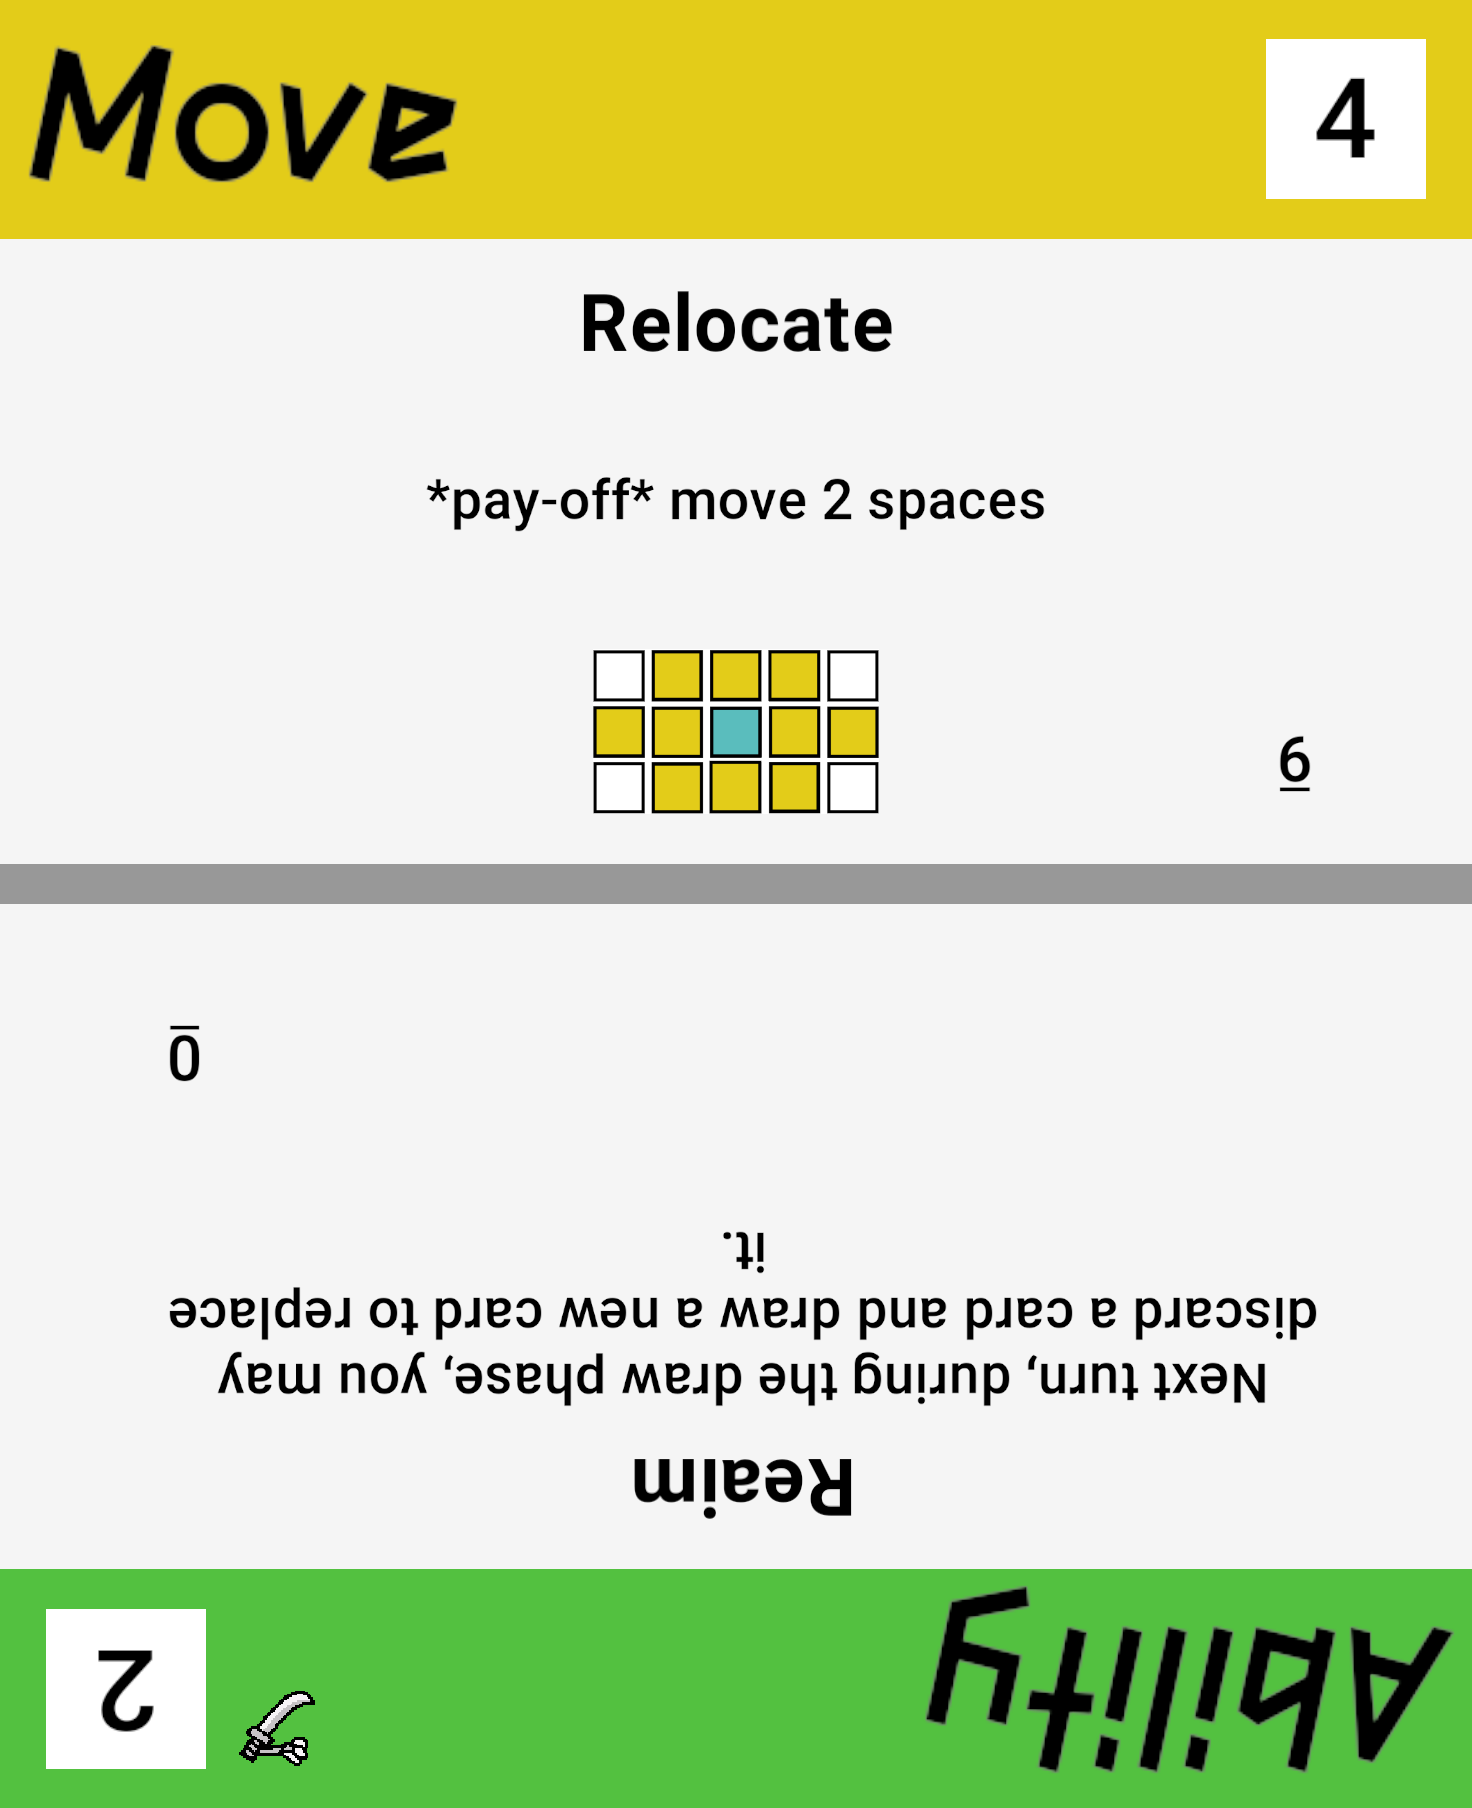 Move
4
Relocate
*pay-off* move 2 spaces
6
Ability
2
Reaim
Next turn, during the draw phase, you may
discard a card and draw a new card to replace
it.
0